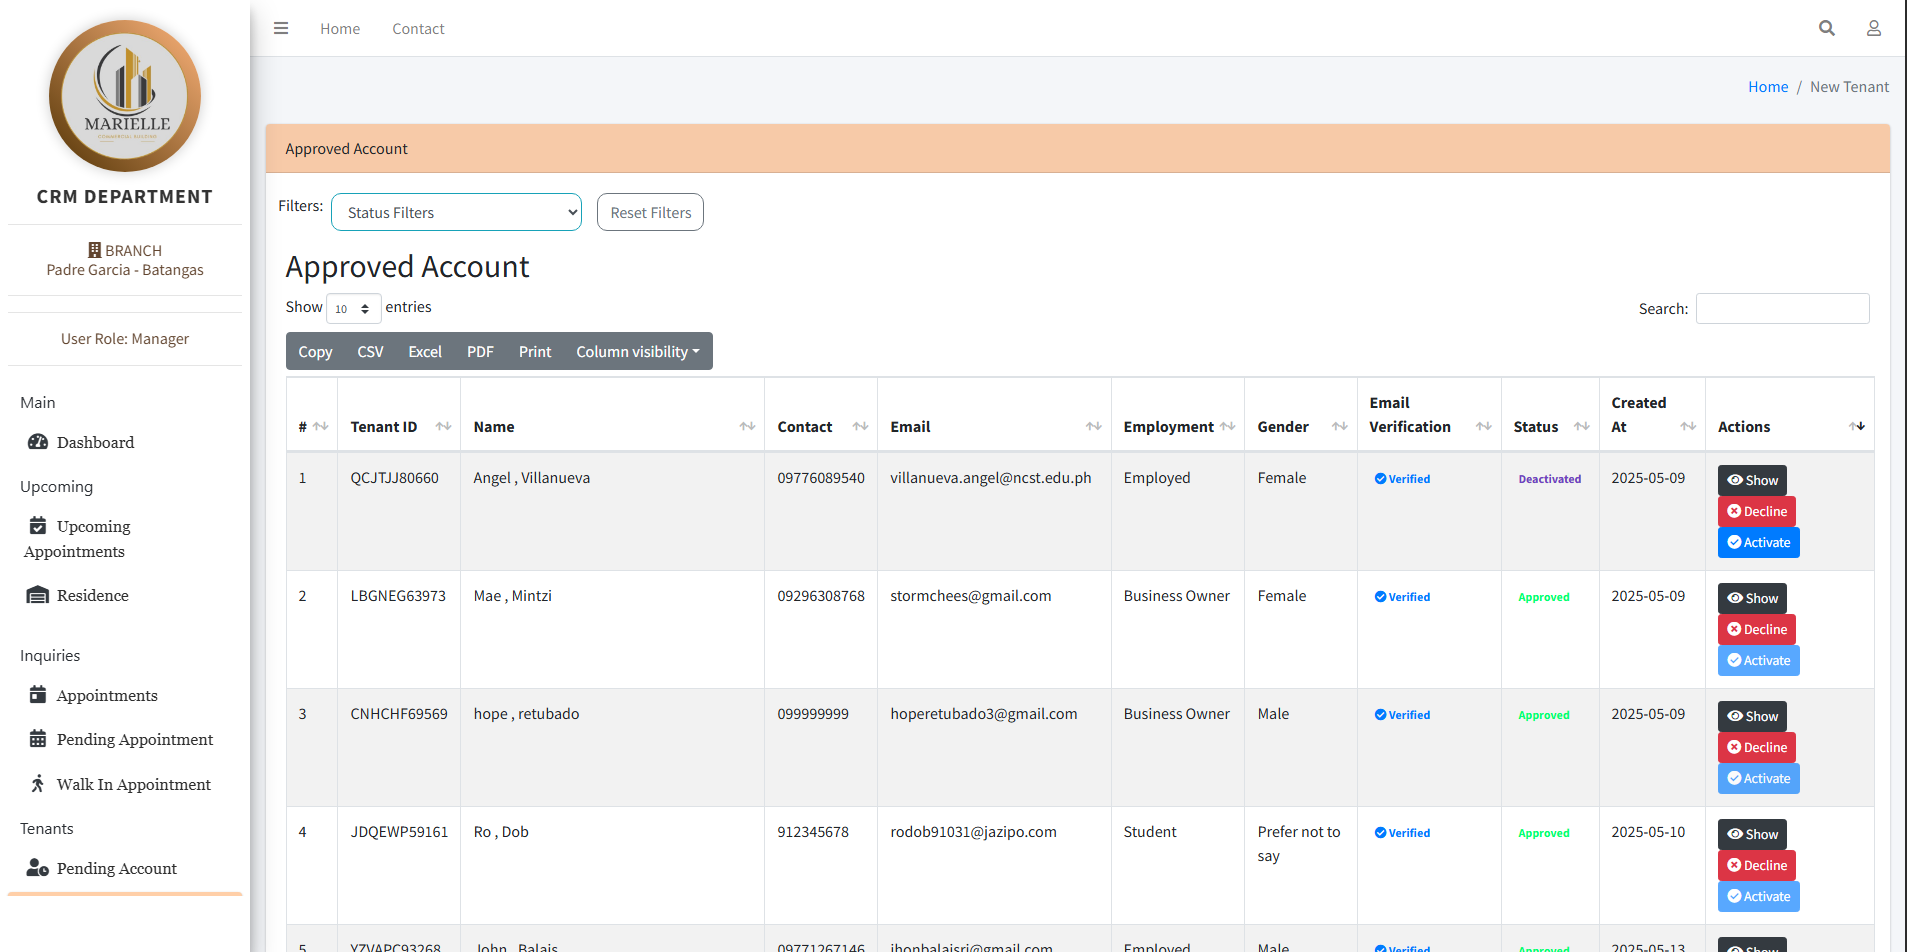 MARIELLE
COMMERCIAL BUILDING
CRM DEPARTMENT
BRANCH
Padre Garcia - Batangas
User Role: Manager
Main
Dashboard
Upcoming
Upcoming
Appointments
Residence
Inquiries
Appointments
Pending Appointment
Walk In Appointment
Tenants
Pending Account
Home Contact
Home / New Tenant
Approved Account
Filters: Status Filters Reset Filters
Approved Account
Show 10 entries Search:
Copy CSV Excel PDF Print Column visibility
# Tenant ID Name Contact Email Employment Gender Email Verification Status Created At Actions
1 QCJTJJ80660 Angel , Villanueva 09776089540 villanueva.angel@ncst.edu.ph Employed Female Verified Deactivated 2025-05-09 Show
Decline
Activate
2 LBGNEG63973 Mae , Mintzi 09296308768 stormchees@gmail.com Business Owner Female Verified Approved 2025-05-09 Show
Decline
Activate
3 CNHCHF69569 hope , retubado 099999999 hoperetubado3@gmail.com Business Owner Male Verified Approved 2025-05-09 Show
Decline
Activate
4 JDQEWP59161 Ro , Dob 912345678 rodob91031@jazipo.com Student Prefer not to say Verified Approved 2025-05-10 Show
Decline
Activate
5 YZVAPC93268 John , Balais 09771267146 jhonbalaisri@gmail.com Employed Male Verified Approved 2025-05-13 Show